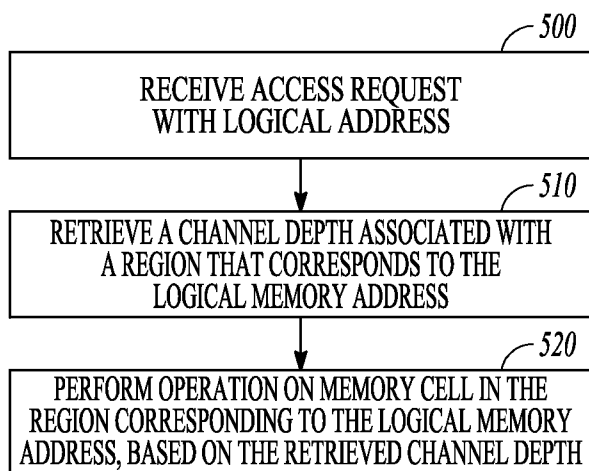 500
RECEIVE ACCESS REQUEST
WITH LOGICAL ADDRESS
510
RETRIEVE A CHANNEL DEPTH ASSOCIATED WITH
A REGION THAT CORRESPONDS TO THE
LOGICAL MEMORY ADDRESS
520
PERFORM OPERATION ON MEMORY CELL IN THE
REGION CORRESPONDING TO THE LOGICAL MEMORY
ADDRESS, BASED ON THE RETRIEVED CHANNEL DEPTH